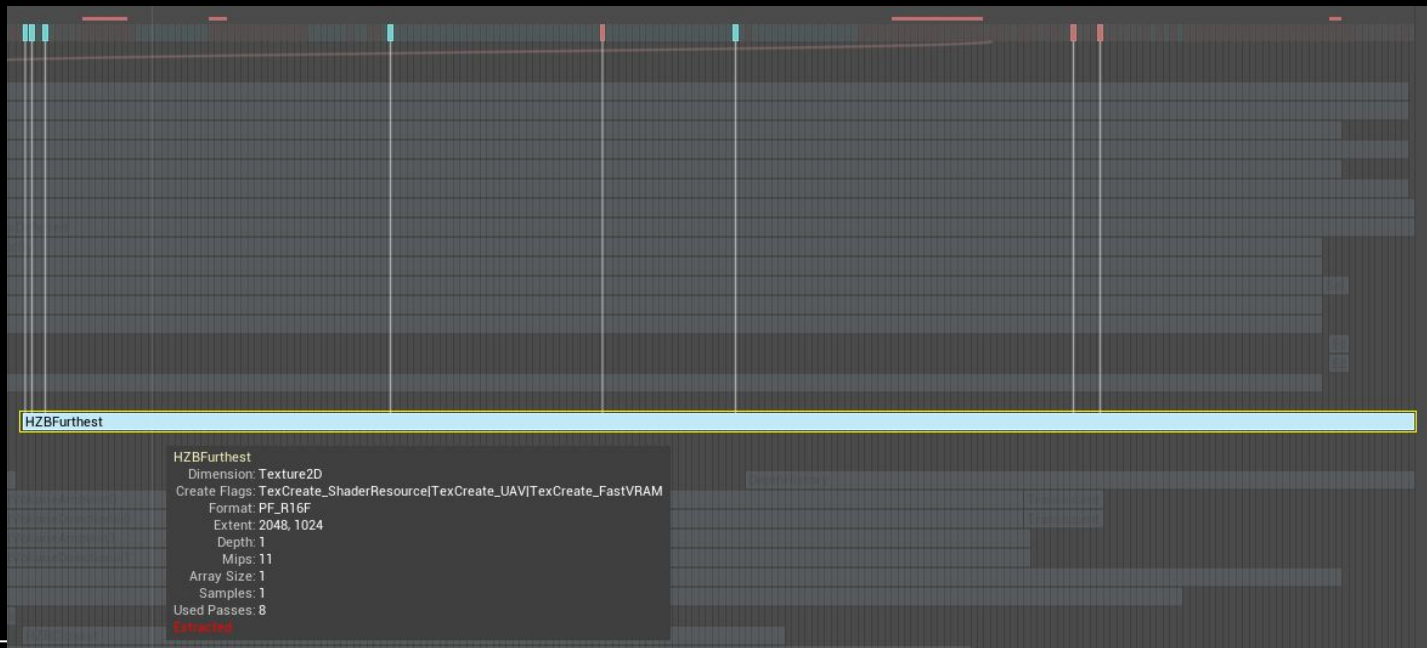 HZBFurthest
HZBFurthest
Dimension: Texture2D
Create Flags: TexCreate_ShaderResource|TexCreate_UAV|TexCreate_FastVRAM
Format: PF_R16F
Extent: 2048, 1024
Depth: 1
Mips: 11
Array Size: 1
Samples: 1
Used Passes: 8
Extracted